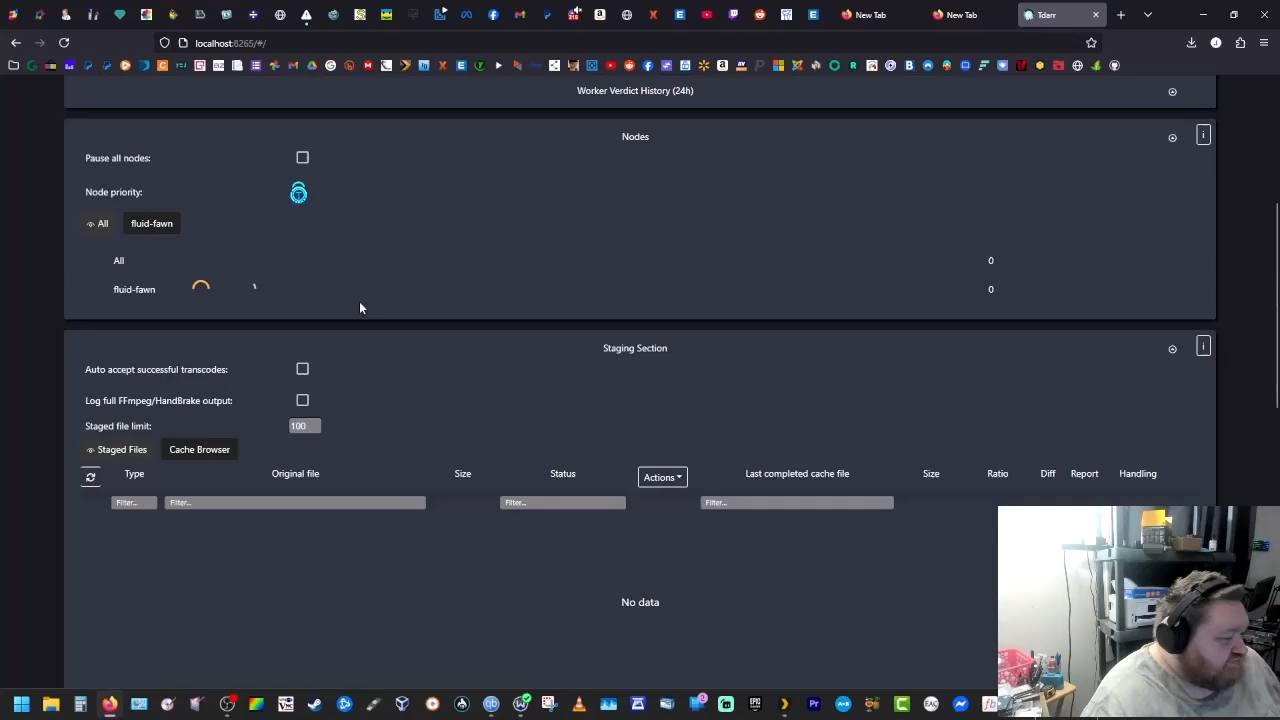 New Tab
New Tab
Tdarr
localhost:8265/#/
Worker Verdict History (24h)
Nodes
i
Pause all nodes:
Node priority:
All
fluid-fawn
All
0
fluid-fawn
0
Staging Section
i
Auto accept successful transcodes:
Log full FFmpeg/HandBrake output:
Staged file limit:
100
Staged Files
Cache Browser
Type
Original file
Size
Status
Actions
Last completed cache file
Size
Ratio
Diff
Report
Handling
Filter...
Filter...
Filter...
Filter...
No data